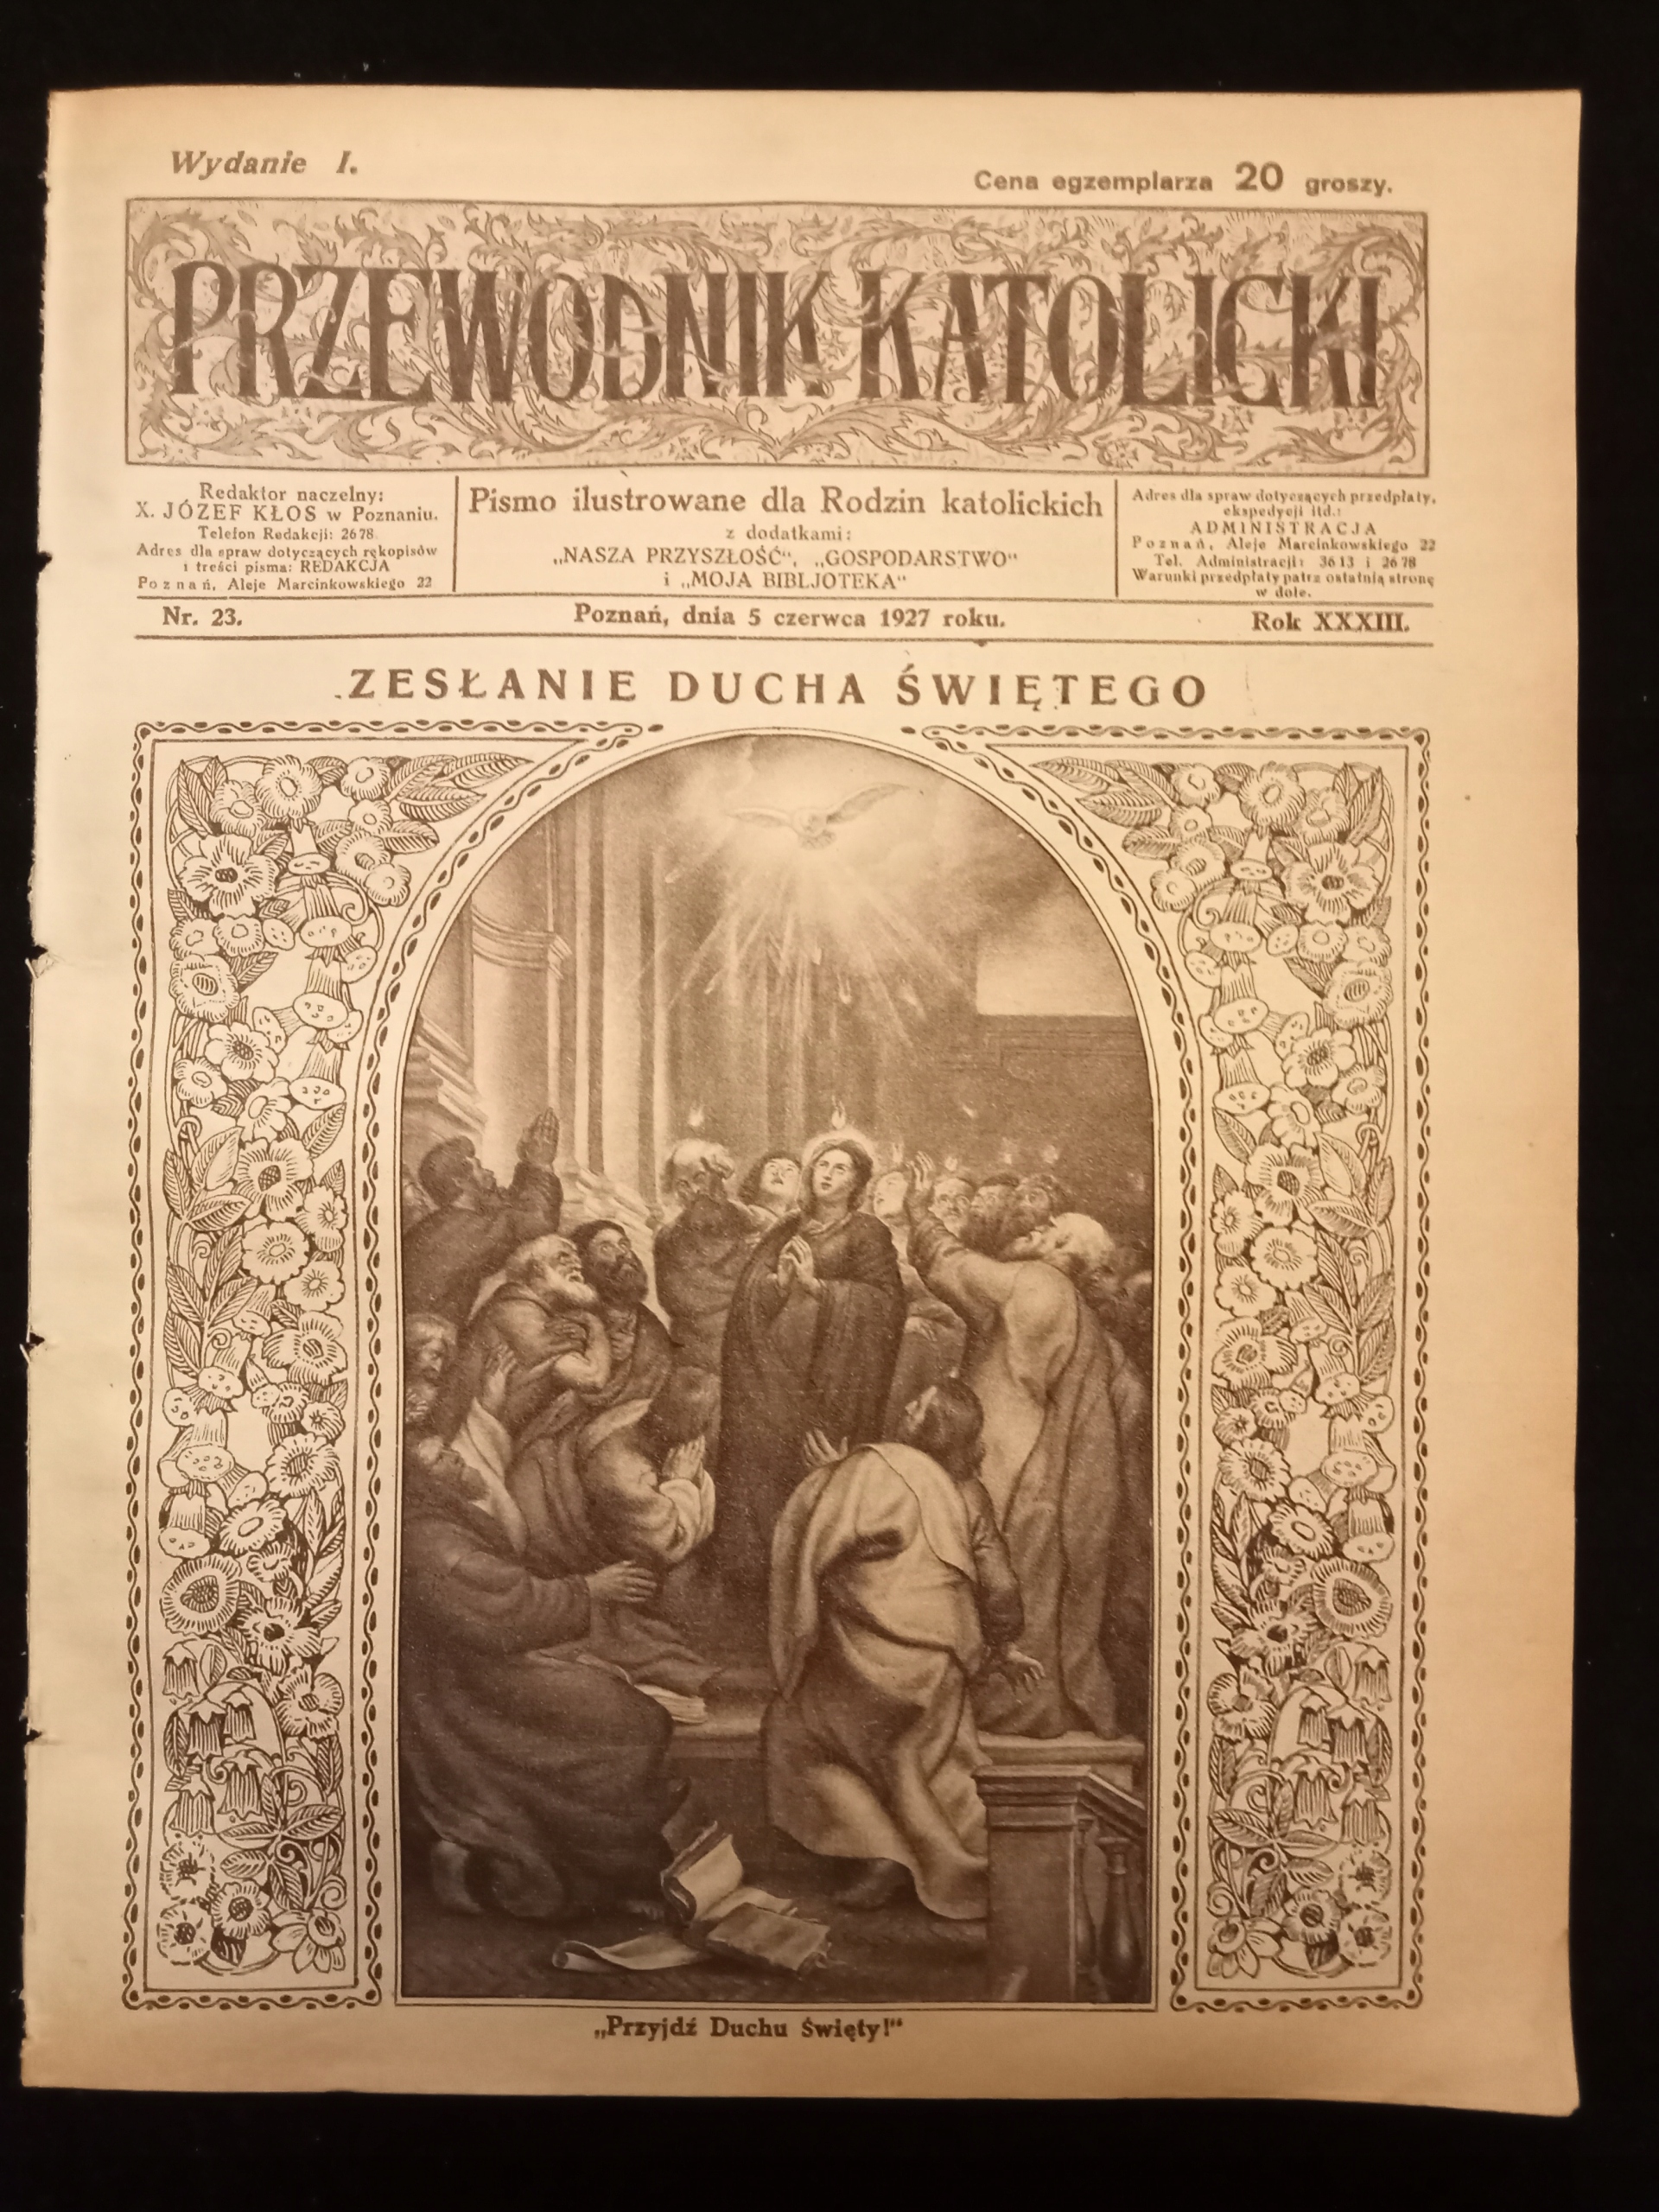 Wydanie I.
Cena egzemplarza 20 groszy.
PRZEWODNIK KATOLICKI
Redaktor naczelny:
X. JÓZEF KŁOS w Poznaniu.
Telefon Redakcji: 2678
Adres dla spraw dotyczących rękopisów
i treści pisma: REDAKCJA
Poznań, Aleje Marcinkowskiego 22
Pismo ilustrowane dla Rodzin katolickich
z dodatkami:
„NASZA PRZYSZŁOŚĆ“, „GOSPODARSTWO“
i „MOJA BIBLJOTEKA“
Adres dla spraw dotyczących przedpłaty,
ekspedycji itd.:
ADMINISTRACJA
Poznań, Aleje Marcinkowskiego 22
Tel. Administracji: 3613 i 2678
Warunki przedpłaty patrz ostatnią stronę
w dole.
Nr. 23.
Poznań, dnia 5 czerwca 1927 roku.
Rok XXXIII.
ZESŁANIE DUCHA ŚWIĘTEGO
„Przyjdź Duchu Święty!“